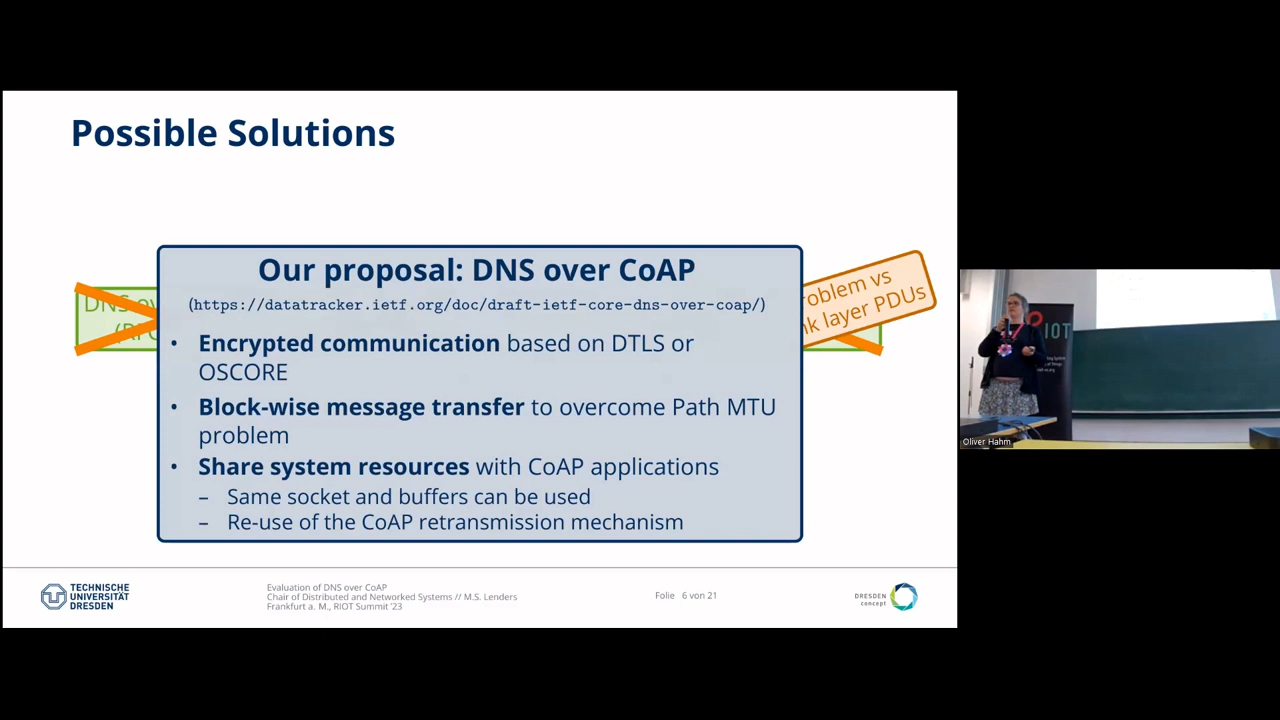 Possible Solutions
Our proposal: DNS over CoAP
(https://datatracker.ietf.org/doc/draft-ietf-core-dns-over-coap/)
• Encrypted communication based on DTLS or
OSCORE
• Block-wise message transfer to overcome Path MTU
problem
• Share system resources with CoAP applications
– Same socket and buffers can be used
– Re-use of the CoAP retransmission mechanism
DNS
oblem vs
layer PDUs
TECHNISCHE
UNIVERSITÄT
DRESDEN
Evaluation of DNS over CoAP
Chair of Distributed and Networked Systems // M.S. Lenders
Frankfurt a. M., RIOT Summit '23
Folie 6 von 21
DRESDEN
concept
IOT
Oliver Hahm